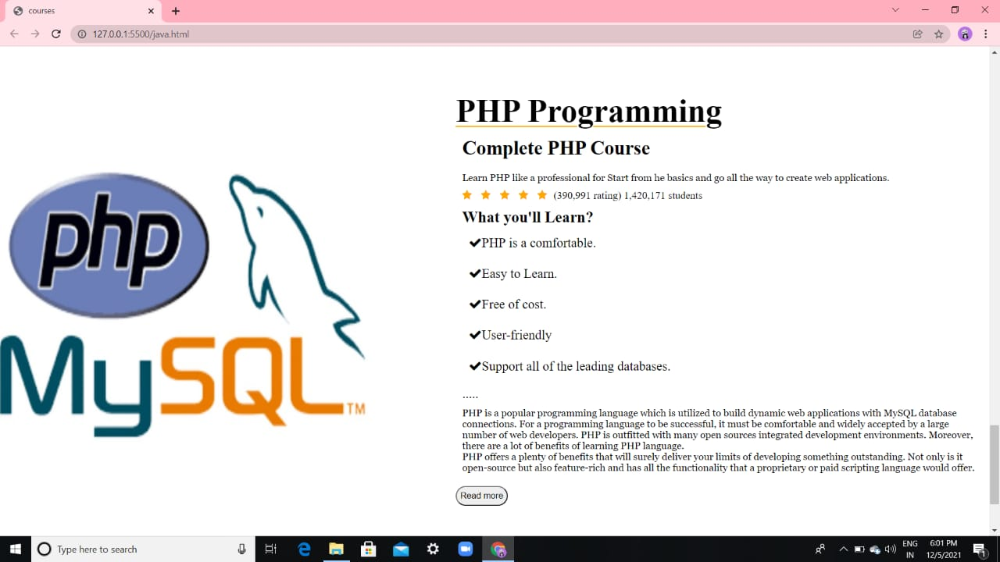 courses
127.0.0.1:5500/java.html
PHP Programming
Complete PHP Course
Learn PHP like a professional for Start from he basics and go all the way to create web applications.
(390,991 rating) 1,420,171 students
What you'll Learn?
PHP is a comfortable.
Easy to Learn.
Free of cost.
User-friendly
Support all of the leading databases.
.....
PHP is a popular programming language which is utilized to build dynamic web applications with MySQL database
connections. For a programming language to be successful, it must be comfortable and widely accepted by a large
number of web developers. PHP is outfitted with many open sources integrated development environments. Moreover,
there are a lot of benefits of learning PHP language.
PHP offers a plenty of benefits that will surely deliver your limits of developing something outstanding. Not only is it
open-source but also feature-rich and has all the functionality that a proprietary or paid scripting language would offer.
Read more
php
MySQL™
Type here to search
ENG
IN
6:01 PM
12/5/2021
1